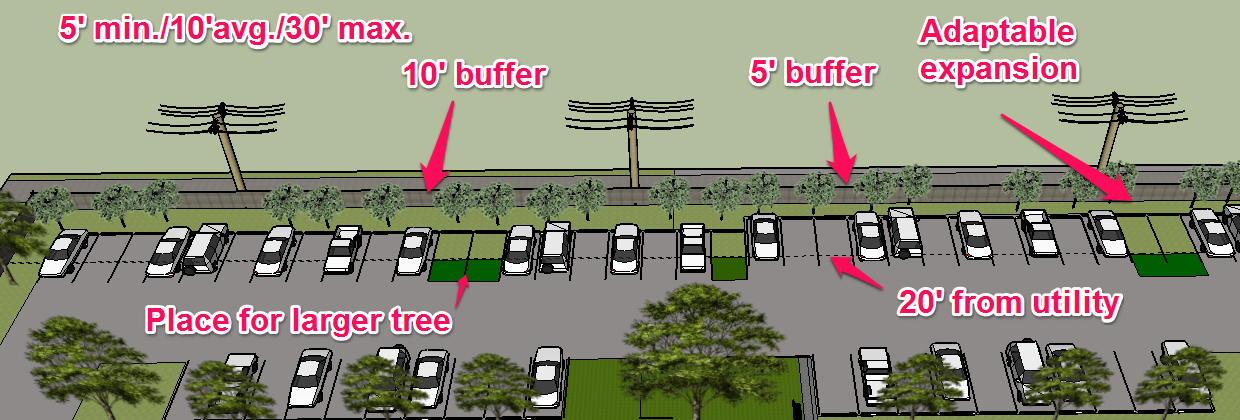 5' min./10'avg./30' max.
10' buffer
5' buffer
Adaptable
expansion
Place for larger tree
20' from utility